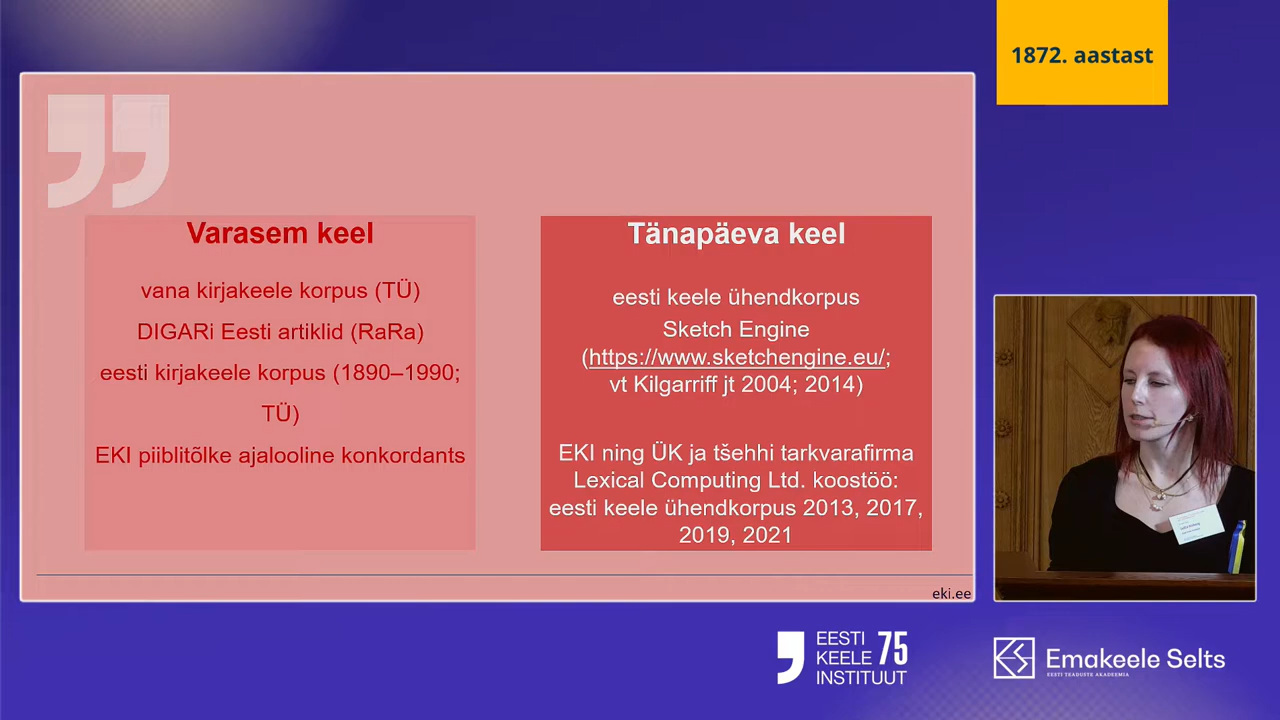 1872. aastast
Varasem keel
vana kirjakeele korpus (TÜ)
DIGARi Eesti artiklid (RaRa)
eesti kirjakeele korpus (1890–1990;
TÜ)
EKI piiblitõlke ajalooline konkordants
Tänapäeva keel
eesti keele ühendkorpus
Sketch Engine
(https://www.sketchengine.eu/;
vt Kilgarriff jt 2004; 2014)
EKI ning ÜK ja tšehhi tarkvarafirma
Lexical Computing Ltd. koostöö:
eesti keele ühendkorpus 2013, 2017,
2019, 2021
eki.ee
EESTI
KEELE 75
INSTITUUT
Emakeele Selts
EESTI TEADUSTE AKADEEMIA